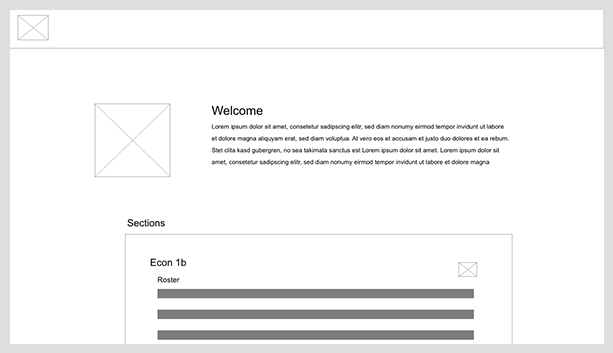 Welcome
Lorem ipsum dolor sit amet, consetetur sadipscing elitr, sed diam nonumy eirmod tempor invidunt ut labore
et dolore magna aliquyam erat, sed diam voluptua. At vero eos et accusam et justo duo dolores et ea rebum.
Stet clita kasd gubergren, no sea takimata sanctus est Lorem ipsum dolor sit amet. Lorem ipsum dolor sit
amet, consetetur sadipscing elitr, sed diam nonumy eirmod tempor invidunt ut labore et dolore magna
Sections
Econ 1b
Roster